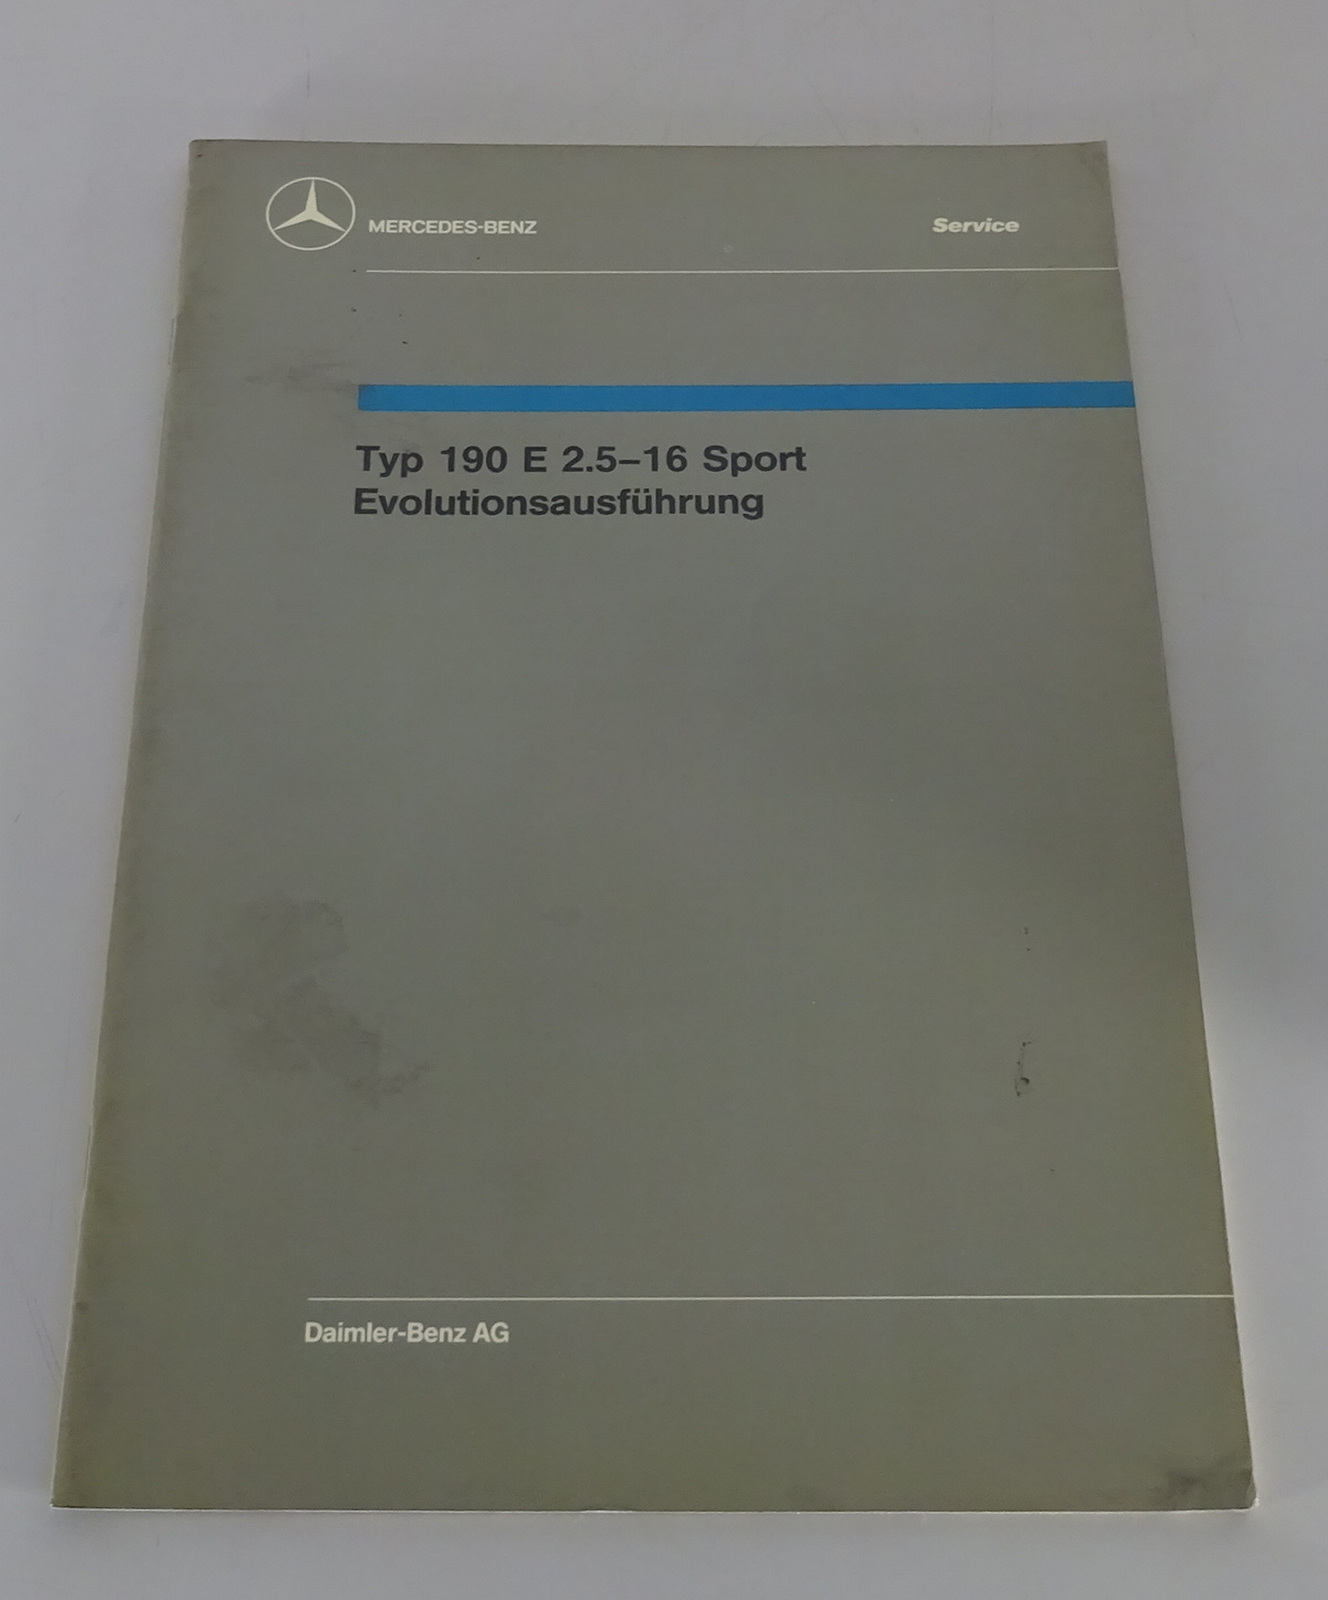 MERCEDES-BENZ
Service
Typ 190 E 2.5–16 Sport
Evolutionsausführung
Daimler-Benz AG